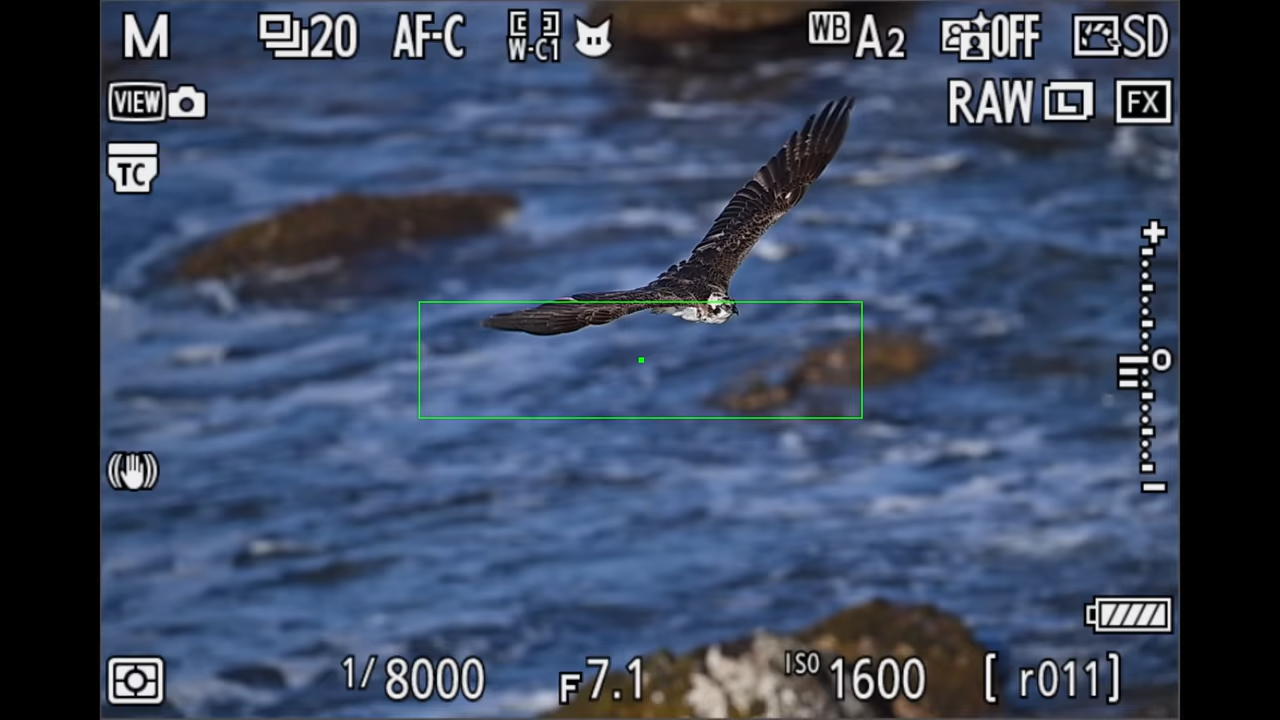 M 20 AF-C W-C1 WB A2 OFF SD
VIEW RAW L FX
TC
1/8000 F7.1 ISO 1600 [ r011]